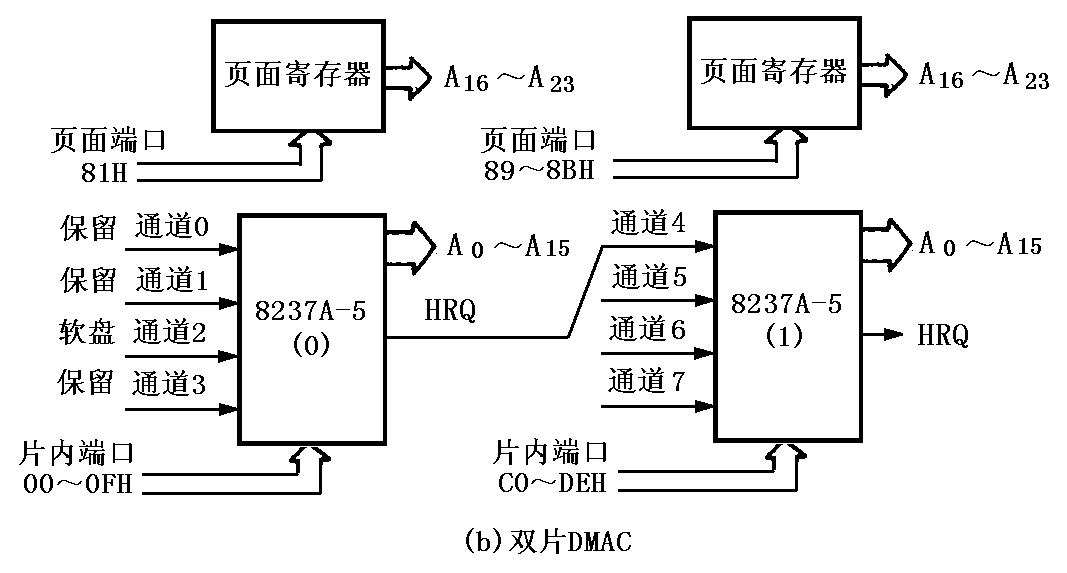 页面寄存器
A16～A23
页面端口
81H
页面寄存器
A16～A23
页面端口
89～8BH
保留 通道0
保留 通道1
软盘 通道2
保留 通道3
8237A-5
(0)
A0～A15
HRQ
片内端口
00～0FH
通道4
通道5
通道6
通道7
8237A-5
(1)
A0～A15
HRQ
片内端口
C0～DEH
(b)双片DMAC